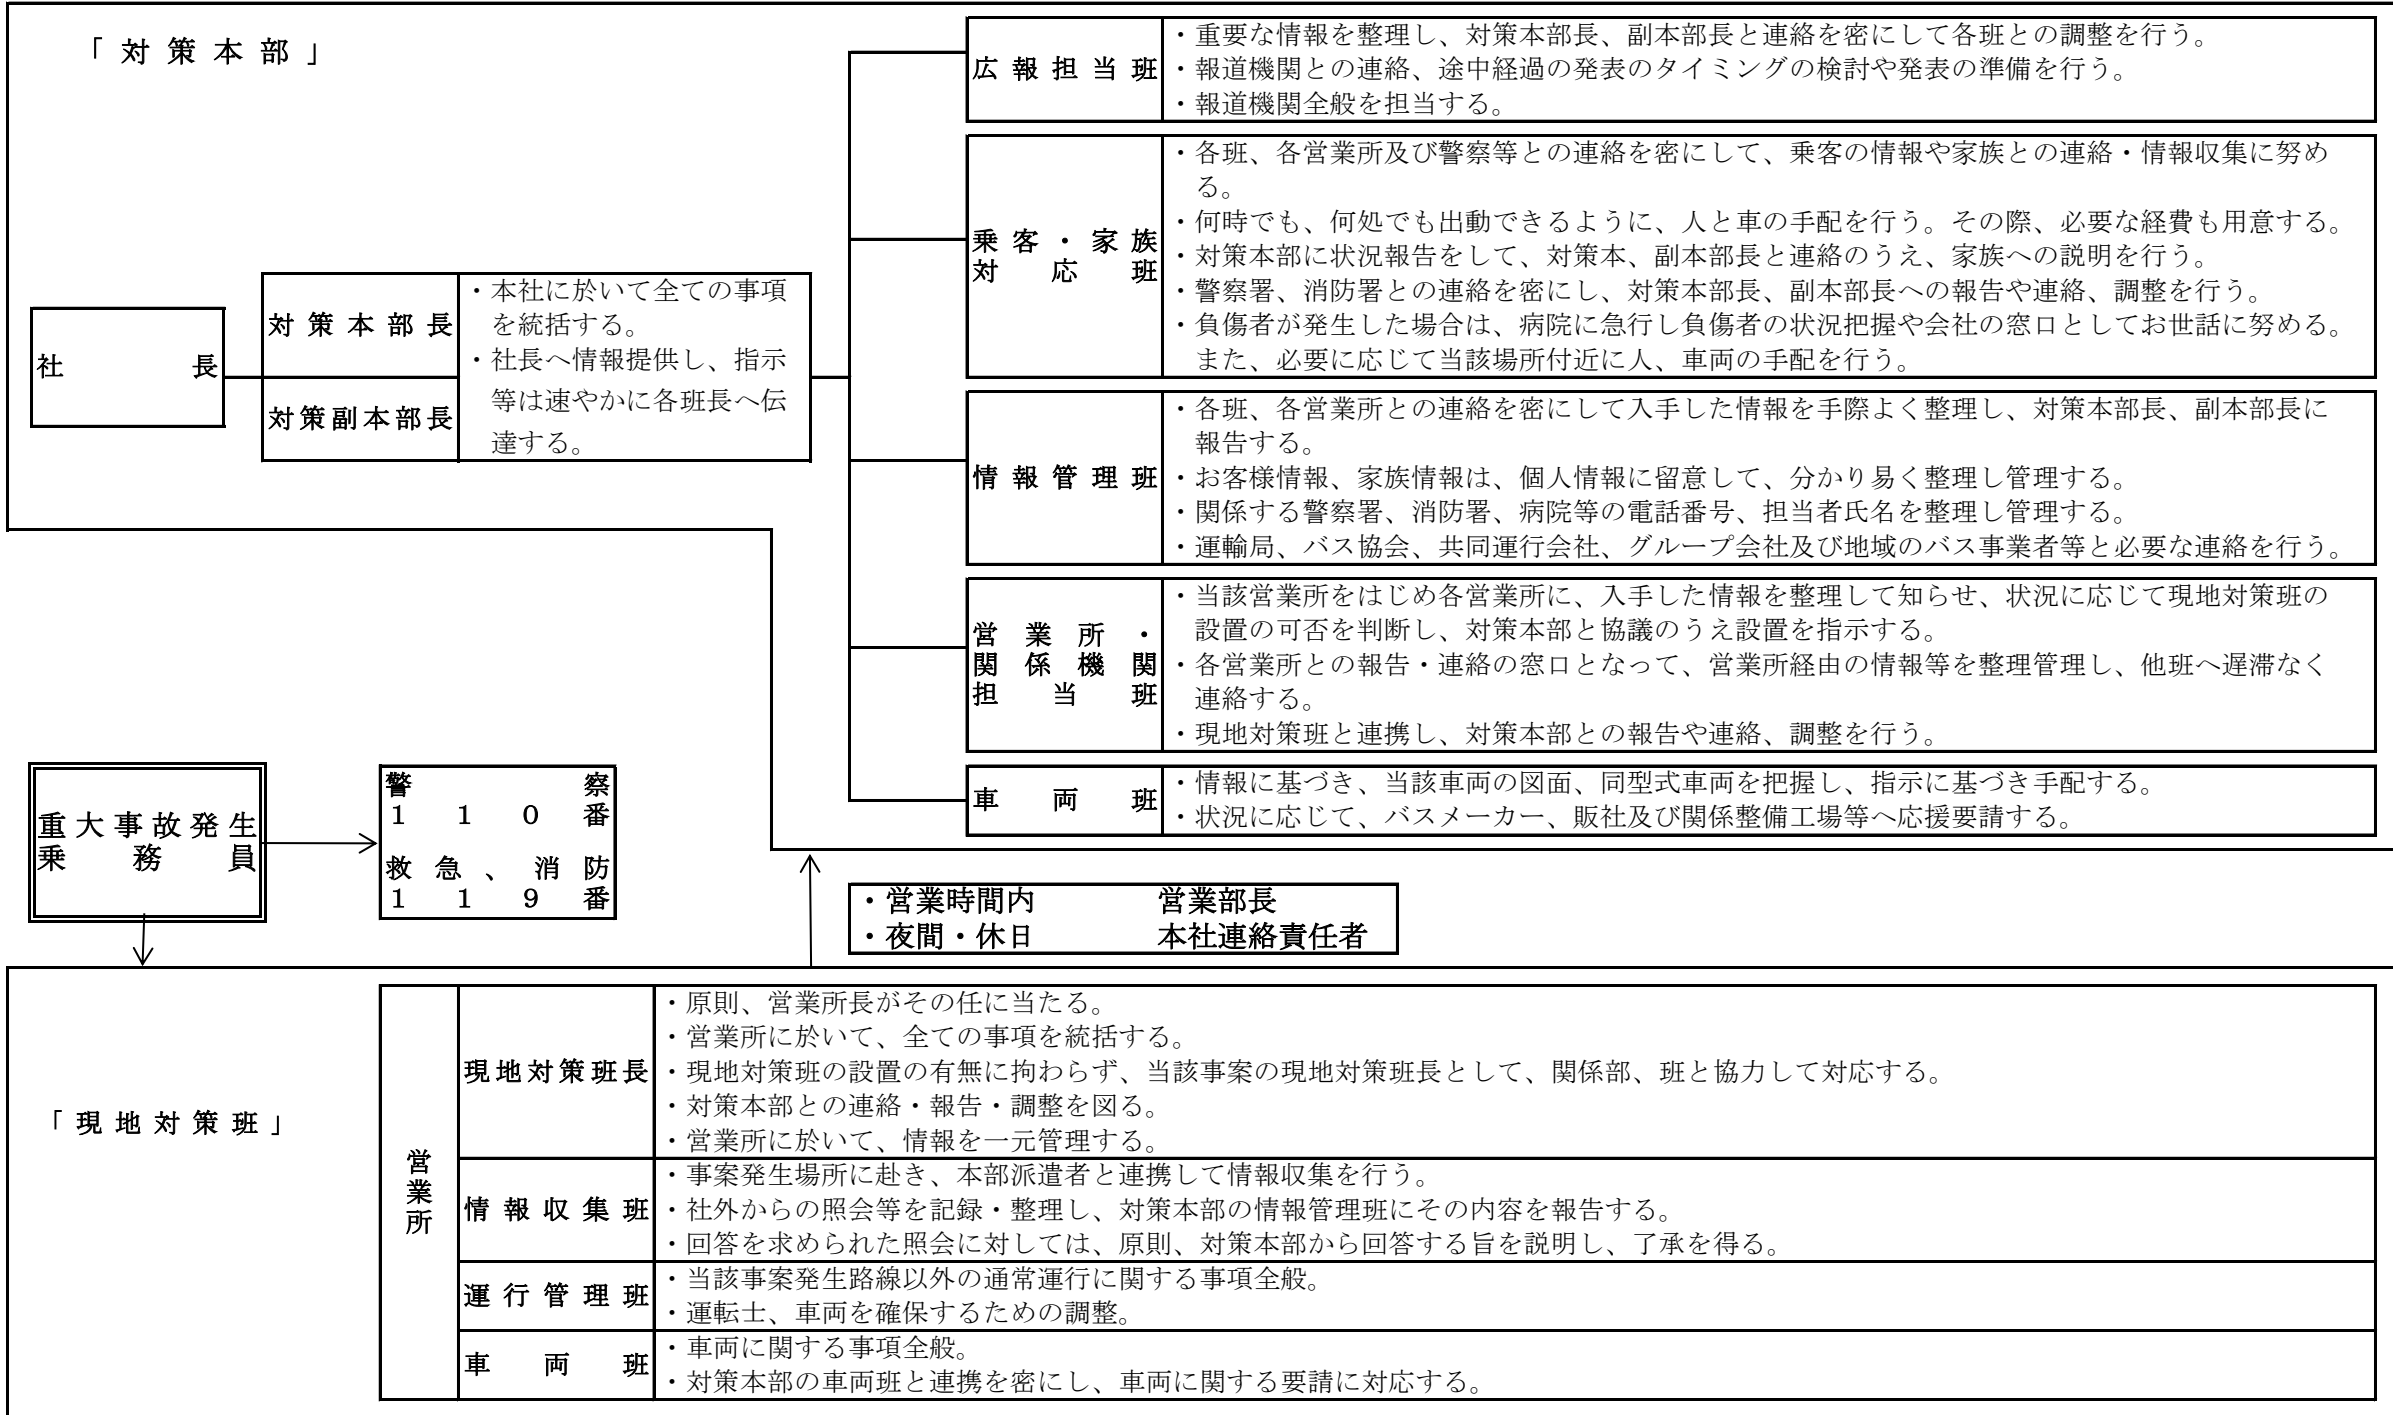 「対策本部」
広報担当班
・重要な情報を整理し、対策本部長、副本部長と連絡を密にして各班との調整を行う。
・報道機関との連絡、途中経過の発表のタイミングの検討や発表の準備を行う。
・報道機関全般を担当する。
乗客・家族
対応班
・各班、各営業所及び警察等との連絡を密にして、乗客の情報や家族との連絡・情報収集に努め
る。
・何時でも、何処でも出動できるように、人と車の手配を行う。その際、必要な経費も用意する。
・対策本部に状況報告をして、対策本、副本部長と連絡のうえ、家族への説明を行う。
・警察署、消防署との連絡を密にし、対策本部長、副本部長への報告や連絡、調整を行う。
・負傷者が発生した場合は、病院に急行し負傷者の状況把握や会社の窓口としてお世話に努める。
また、必要に応じて当該場所付近に人、車両の手配を行う。
社長
対策本部長
対策副本部長
・本社に於いて全ての事項
を統括する。
・社長へ情報提供し、指示
等は速やかに各班長へ伝
達する。
情報管理班
・各班、各営業所との連絡を密にして入手した情報を手際よく整理し、対策本部長、副本部長に
報告する。
・お客様情報、家族情報は、個人情報に留意して、分かり易く整理し管理する。
・関係する警察署、消防署、病院等の電話番号、担当者氏名を整理し管理する。
・運輸局、バス協会、共同運行会社、グループ会社及び地域のバス事業者等と必要な連絡を行う。
営業所・
関係機関
担当班
・当該営業所をはじめ各営業所に、入手した情報を整理して知らせ、状況に応じて現地対策班の
設置の可否を判断し、対策本部と協議のうえ設置を指示する。
・各営業所との報告・連絡の窓口となって、営業所経由の情報等を整理管理し、他班へ遅滞なく
連絡する。
・現地対策班と連携し、対策本部との報告や連絡、調整を行う。
車両班
・情報に基づき、当該車両の図面、同型式車両を把握し、指示に基づき手配する。
・状況に応じて、バスメーカー、販社及び関係整備工場等へ応援要請する。
重大事故発生
乗務員
警察
１１０番
救急、消防
１１９番
・営業時間内　営業部長
・夜間・休日　本社連絡責任者
「現地対策班」
営業所
現地対策班長
・原則、営業所長がその任に当たる。
・営業所に於いて、全ての事項を統括する。
・現地対策班の設置の有無に拘わらず、当該事案の現地対策班長として、関係部、班と協力して対応する。
・対策本部との連絡・報告・調整を図る。
・営業所に於いて、情報を一元管理する。
情報収集班
・事案発生場所に赴き、本部派遣者と連携して情報収集を行う。
・社外からの照会等を記録・整理し、対策本部の情報管理班にその内容を報告する。
・回答を求められた照会に対しては、原則、対策本部から回答する旨を説明し、了承を得る。
運行管理班
・当該事案発生路線以外の通常運行に関する事項全般。
・運転士、車両を確保するための調整。
車両班
・車両に関する事項全般。
・対策本部の車両班と連携を密にし、車両に関する要請に対応する。